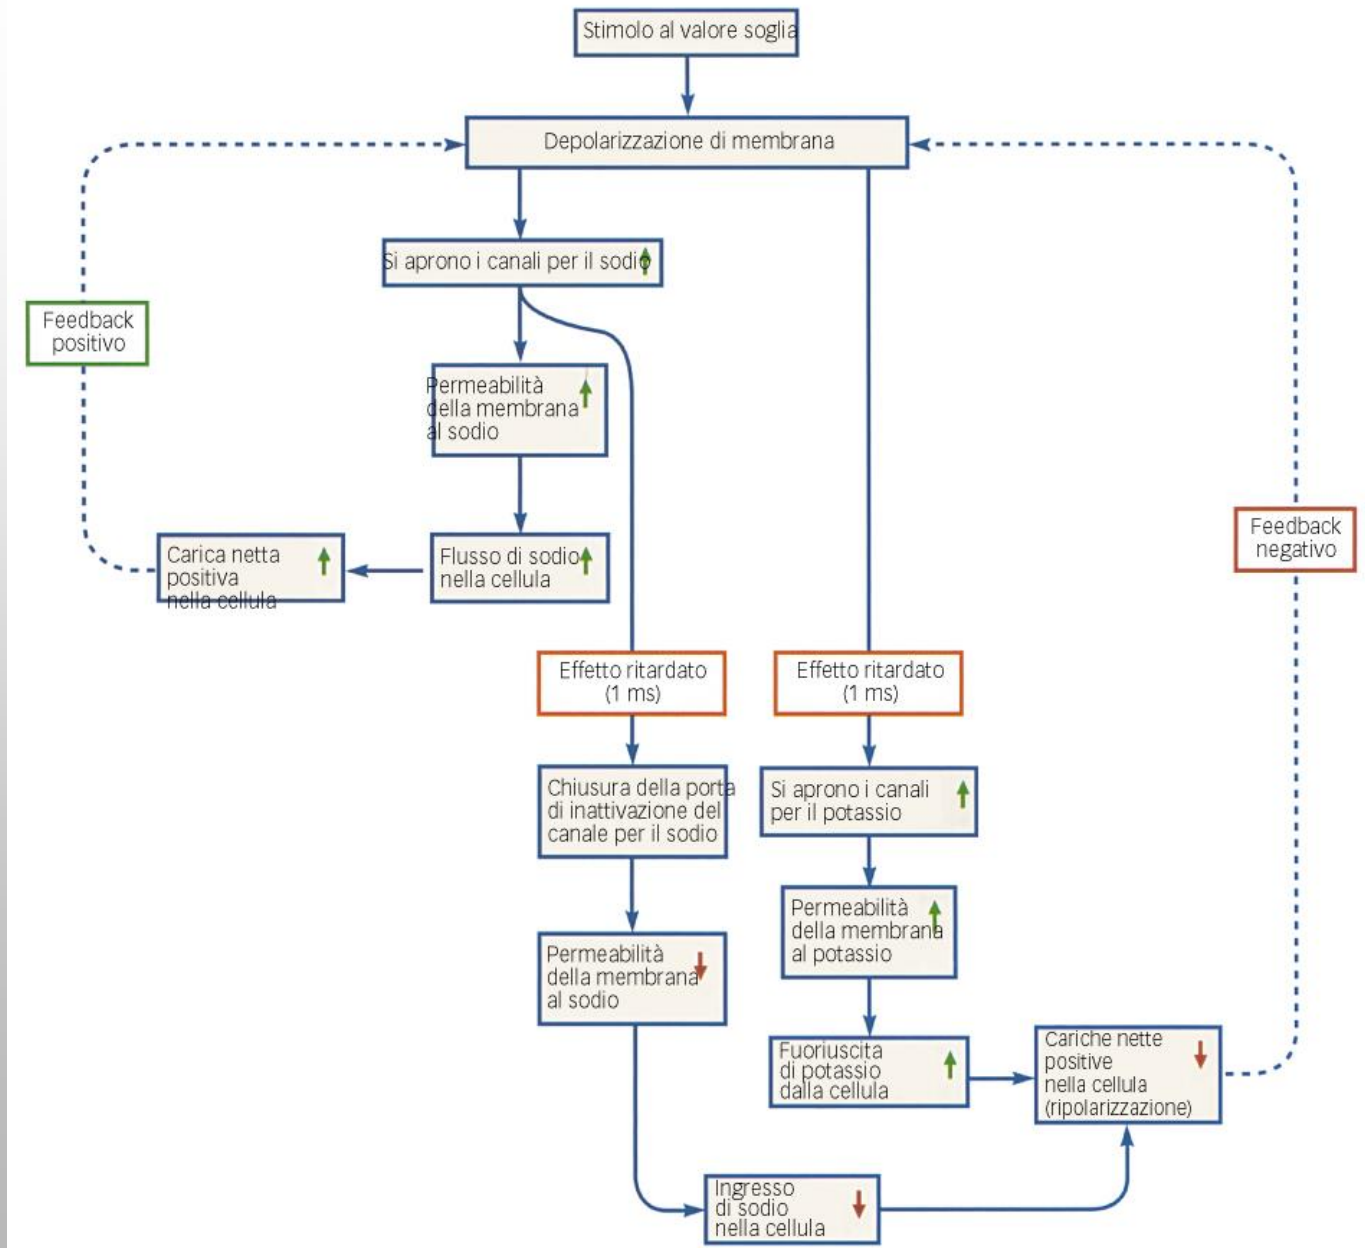 Stimolo al valore soglia
Depolarizzazione di membrana
Si aprono i canali per il sodio
Feedback
positivo
Permeabilità
della membrana
al sodio
Carica netta
positiva
nella cellula
Flusso di sodio
nella cellula
Feedback
negativo
Effetto ritardato
(1 ms)
Effetto ritardato
(1 ms)
Chiusura della porta
di inattivazione del
canale per il sodio
Si aprono i canali
per il potassio
Permeabilità
della membrana
al potassio
Permeabilità
della membrana
al sodio
Fuoriuscita
di potassio
dalla cellula
Cariche nette
positive
nella cellula
(ripolarizzazione)
Ingresso
di sodio
nella cellula